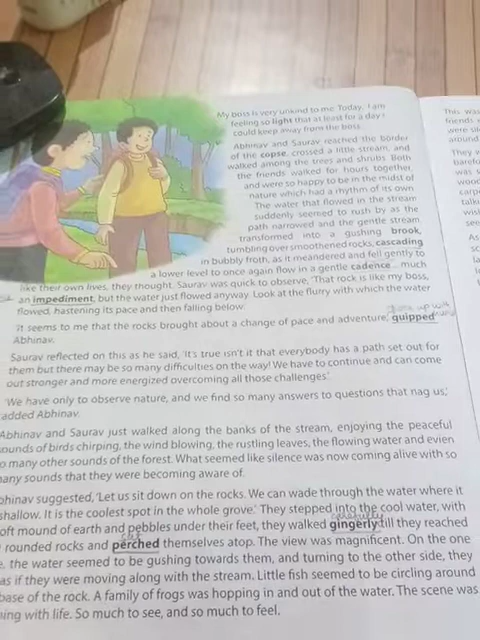 My boss is very unkind to me. Today, I am
feeling so light that at least for a day I
could keep away from the boss.
Abhinav and Saurav reached the border
of the copse, crossed a little stream, and
walked among the trees and shrubs. Both
the friends walked for hours together,
and were so happy to be in the midst of
nature which had a rhythm of its own.
The water that flowed in the stream
suddenly seemed to rush by as the
path narrowed and the gentle stream
transformed into a gushing brook,
tumbling over smoothened rocks, cascading
in bubbly froth, as it meandered and fell gently to
a lower level to once again flow in a gentle cadence... much
like their own lives, they thought. Saurav was quick to observe, 'That rock is like my boss,
an impediment, but the water just flowed anyway. Look at the flurry with which the water
flowed, hastening its pace and then falling below.'
'It seems to me that the rocks brought about a change of pace and adventure,' quipped
Abhinav.
Saurav reflected on this as he said, 'It's true isn't it that everybody has a path set out for
them but there may be so many difficulties on the way! We have to continue and can come
out stronger and more energized overcoming all those challenges.'
'We have only to observe nature, and we find so many answers to questions that nag us,'
added Abhinav.
Abhinav and Saurav just walked along the banks of the stream, enjoying the peaceful
sounds of birds chirping, the wind blowing, the rustling leaves, the flowing water and evien
so many other sounds of the forest. What seemed like silence was now coming alive with so
many sounds that they were becoming aware of.
Abhinav suggested, 'Let us sit down on the rocks. We can wade through the water where it
shallow. It is the coolest spot in the whole grove.' They stepped into the cool water, with
oft mound of earth and pebbles under their feet, they walked gingerly till they reached
rounded rocks and perched themselves atop. The view was magnificent. On the one
the water seemed to be gushing towards them, and turning to the other side, they
as if they were moving along with the stream. Little fish seemed to be circling around
base of the rock. A family of frogs was hopping in and out of the water. The scene was
ing with life. So much to see, and so much to feel.
This was
friends
around
They
was
talk